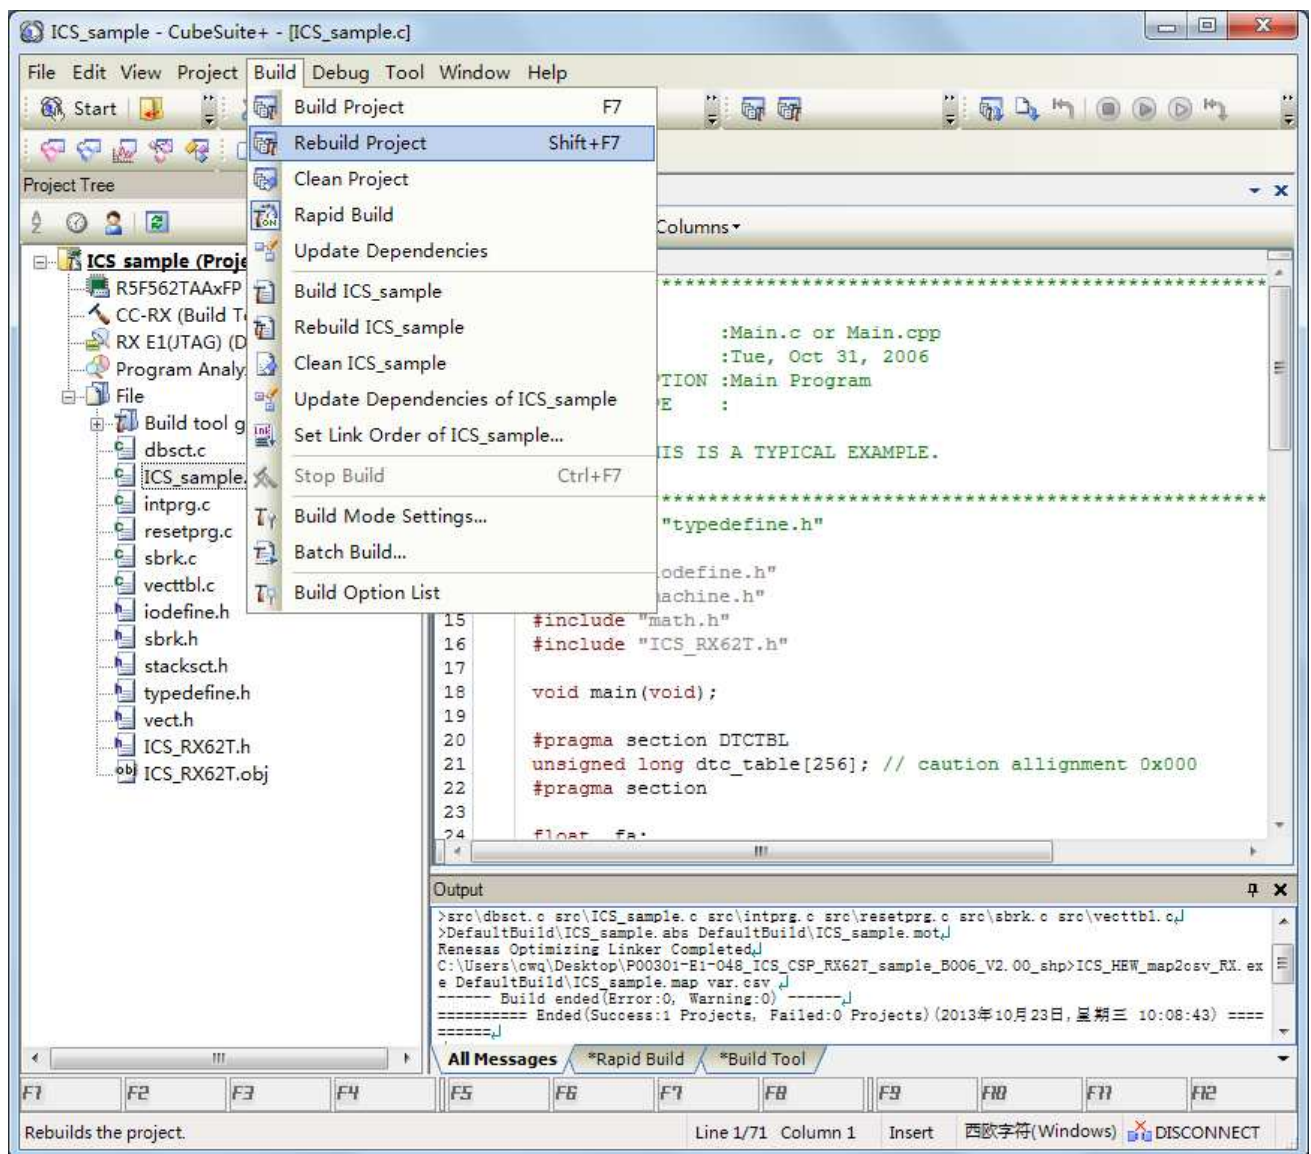 ICS_sample - CubeSuite+ - [ICS_sample.c]
File Edit View Project Build Debug Tool Window Help
Start
Build Project F7
Rebuild Project Shift+F7
Clean Project
Rapid Build
Update Dependencies
Build ICS_sample
Rebuild ICS_sample
Clean ICS_sample
Update Dependencies of ICS_sample
Set Link Order of ICS_sample...
Stop Build Ctrl+F7
Build Mode Settings...
Batch Build...
Build Option List
Project Tree
ICS_sample (Proje
R5F562TAAxFP
CC-RX (Build T
RX E1(JTAG) (D
Program Analy
File
Build tool g
dbsct.c
ICS_sample.
intprg.c
resetprg.c
sbrk.c
vecttbl.c
iodefine.h
sbrk.h
stacksct.h
typedefine.h
vect.h
ICS_RX62T.h
ICS_RX62T.obj
Columns
*****************************************************
:Main.c or Main.cpp
:Tue, Oct 31, 2006
PTION :Main Program
PE :
IS IS A TYPICAL EXAMPLE.
*****************************************************
"typedefine.h"
odefine.h"
achine.h"
15 #include "math.h"
16 #include "ICS_RX62T.h"
17
18 void main(void);
19
20 #pragma section DTCTBL
21 unsigned long dtc_table[256]; // caution allignment 0x000
22 #pragma section
23
24 float fa;
Output
>src\dbsct.c src\ICS_sample.c src\intprg.c src\resetprg.c src\sbrk.c src\vecttbl.c
>DefaultBuild\ICS_sample.abs DefaultBuild\ICS_sample.mot
Renesas Optimizing Linker Completed
C:\Users\cwq\Desktop\P00301-E1-048_ICS_CSP_RX62T_sample_B006_V2.00_shp>ICS_HEW_map2csv_RX.ex
e DefaultBuild\ICS_sample.map var.csv
------ Build ended(Error:0, Warning:0) ------
========== Ended(Success:1 Projects, Failed:0 Projects)(2013年10月23日, 星期三 10:08:43) ====
======
All Messages *Rapid Build *Build Tool
F1 F2 F3 F4 F5 F6 F7 F8 F9 F10 F11 F12
Rebuilds the project. Line 1/71 Column 1 Insert 西欧字符(Windows) DISCONNECT